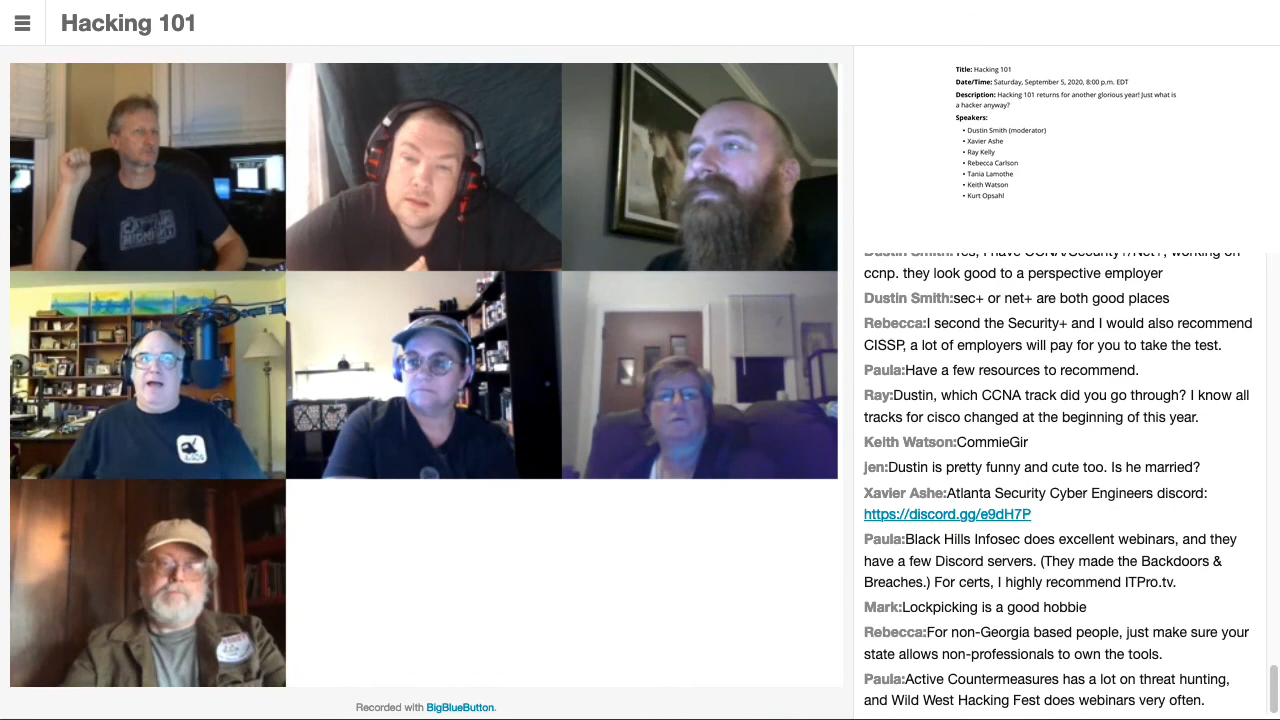 Hacking 101
Title: Hacking 101
Date/Time: Saturday, September 5, 2020, 8:00 p.m. EDT
Description: Hacking 101 returns for another glorious year! Just what is
a hacker anyway?
Speakers:
• Dustin Smith (moderator)
• Xavier Ashe
• Ray Kelly
• Rebecca Carlson
• Tania Lamothe
• Keith Watson
• Kurt Opsahl
ccnp. they look good to a perspective employer
Dustin Smith:sec+ or net+ are both good places
Rebecca:I second the Security+ and I would also recommend
CISSP, a lot of employers will pay for you to take the test.
Paula:Have a few resources to recommend.
Ray:Dustin, which CCNA track did you go through? I know all
tracks for cisco changed at the beginning of this year.
Keith Watson:CommieGir
jen:Dustin is pretty funny and cute too. Is he married?
Xavier Ashe:Atlanta Security Cyber Engineers discord:
https://discord.gg/e9dH7P
Paula:Black Hills Infosec does excellent webinars, and they
have a few Discord servers. (They made the Backdoors &
Breaches.) For certs, I highly recommend ITPro.tv.
Mark:Lockpicking is a good hobbie
Rebecca:For non-Georgia based people, just make sure your
state allows non-professionals to own the tools.
Paula:Active Countermeasures has a lot on threat hunting,
and Wild West Hacking Fest does webinars very often.
Recorded with BigBlueButton.